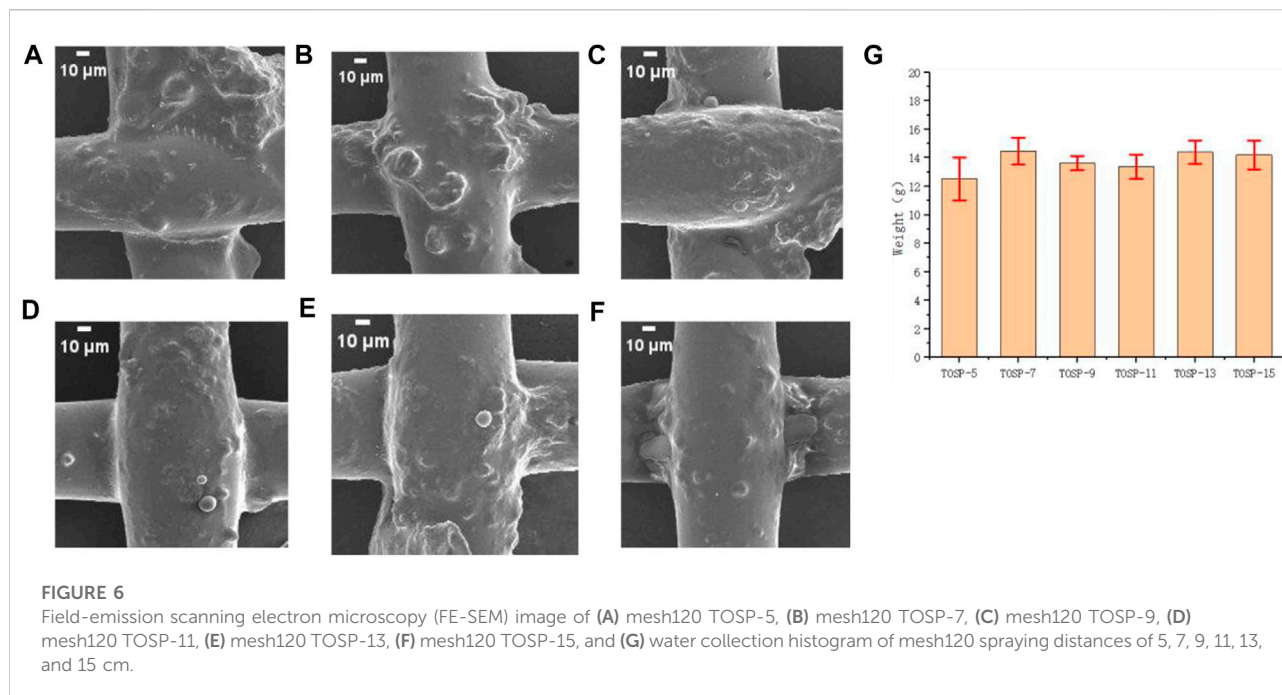 A
10 µm
B
10 µm
C
10 µm
D
10 µm
E
10 µm
F
10 µm
G
Weight (g)
20
18
16
14
12
10
8
6
4
2
0
TOSP-5 TOSP-7 TOSP-9 TOSP-11 TOSP-13 TOSP-15
FIGURE 6
Field-emission scanning electron microscopy (FE-SEM) image of (A) mesh120 TOSP-5, (B) mesh120 TOSP-7, (C) mesh120 TOSP-9, (D)
mesh120 TOSP-11, (E) mesh120 TOSP-13, (F) mesh120 TOSP-15, and (G) water collection histogram of mesh120 spraying distances of 5, 7, 9, 11, 13,
and 15 cm.